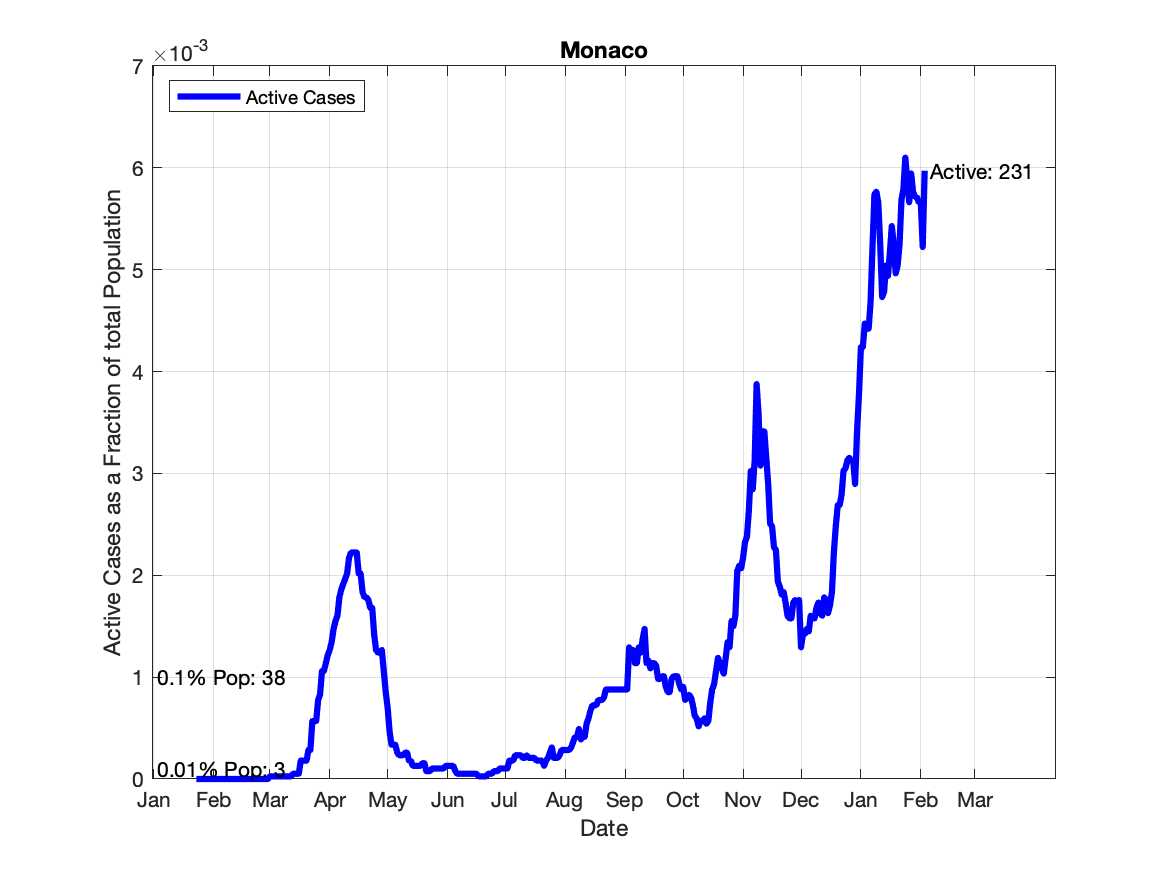 Monaco
×10-3
7
6
5
4
3
2
1
0
Active Cases as a Fraction of total Population
Active Cases
Active: 231
0.1% Pop: 38
0.01% Pop: 3
Jan Feb Mar Apr May Jun Jul Aug Sep Oct Nov Dec Jan Feb Mar
Date